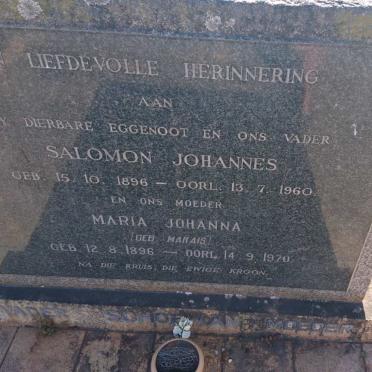 LIEFDEVOLLE HERINNERING
AAN
DIERBARE EGGENOOT EN ONS VADER
SALOMON JOHANNES
GEB. 15. 10. 1896 — OORL. 13. 7. 1960.
EN ONS MOEDER
MARIA JOHANNA
(GEB. MARAIS)
GEB. 12. 8. 1896 — OORL. 14. 9. 1970.
NA DIE KRUIS, DIE EWIGE KROON.
VADER MOEDER